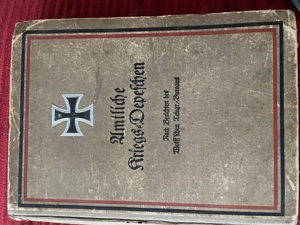 Amtliche
Kriegs-Depeschen
Nach Berichten des
Wolff'schen Telegr.-Bureaus